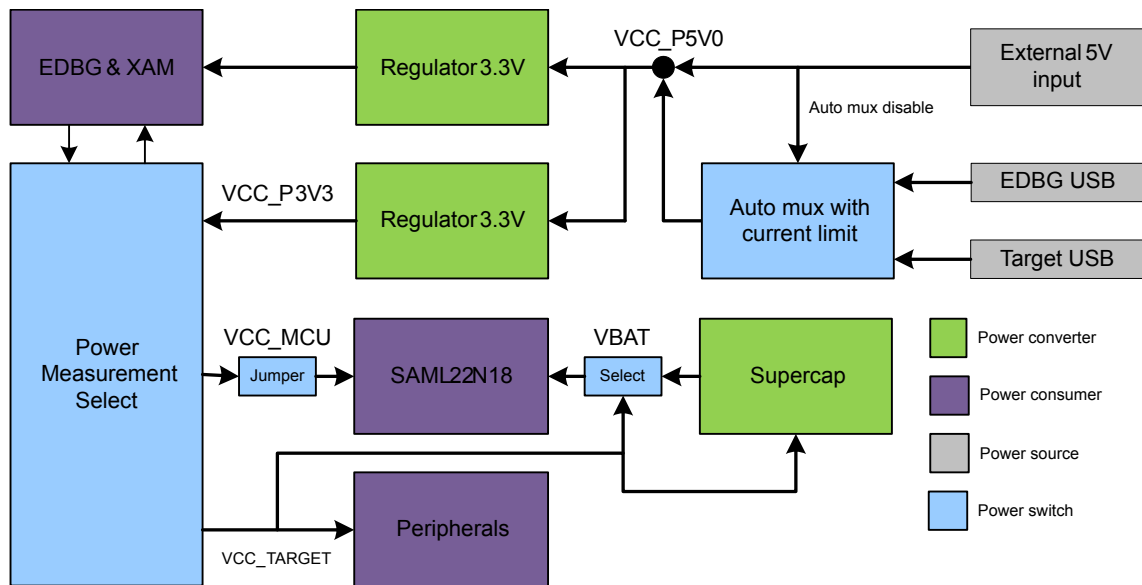 EDBG & XAM
Regulator 3.3V
VCC_P5V0
External 5V
input
Auto mux disable
VCC_P3V3
Regulator 3.3V
Auto mux with
current limit
EDBG USB
Target USB
Power
Measurement
Select
VCC_MCU
Jumper
SAML22N18
VBAT
Select
Supercap
Peripherals
VCC_TARGET
Power converter
Power consumer
Power source
Power switch